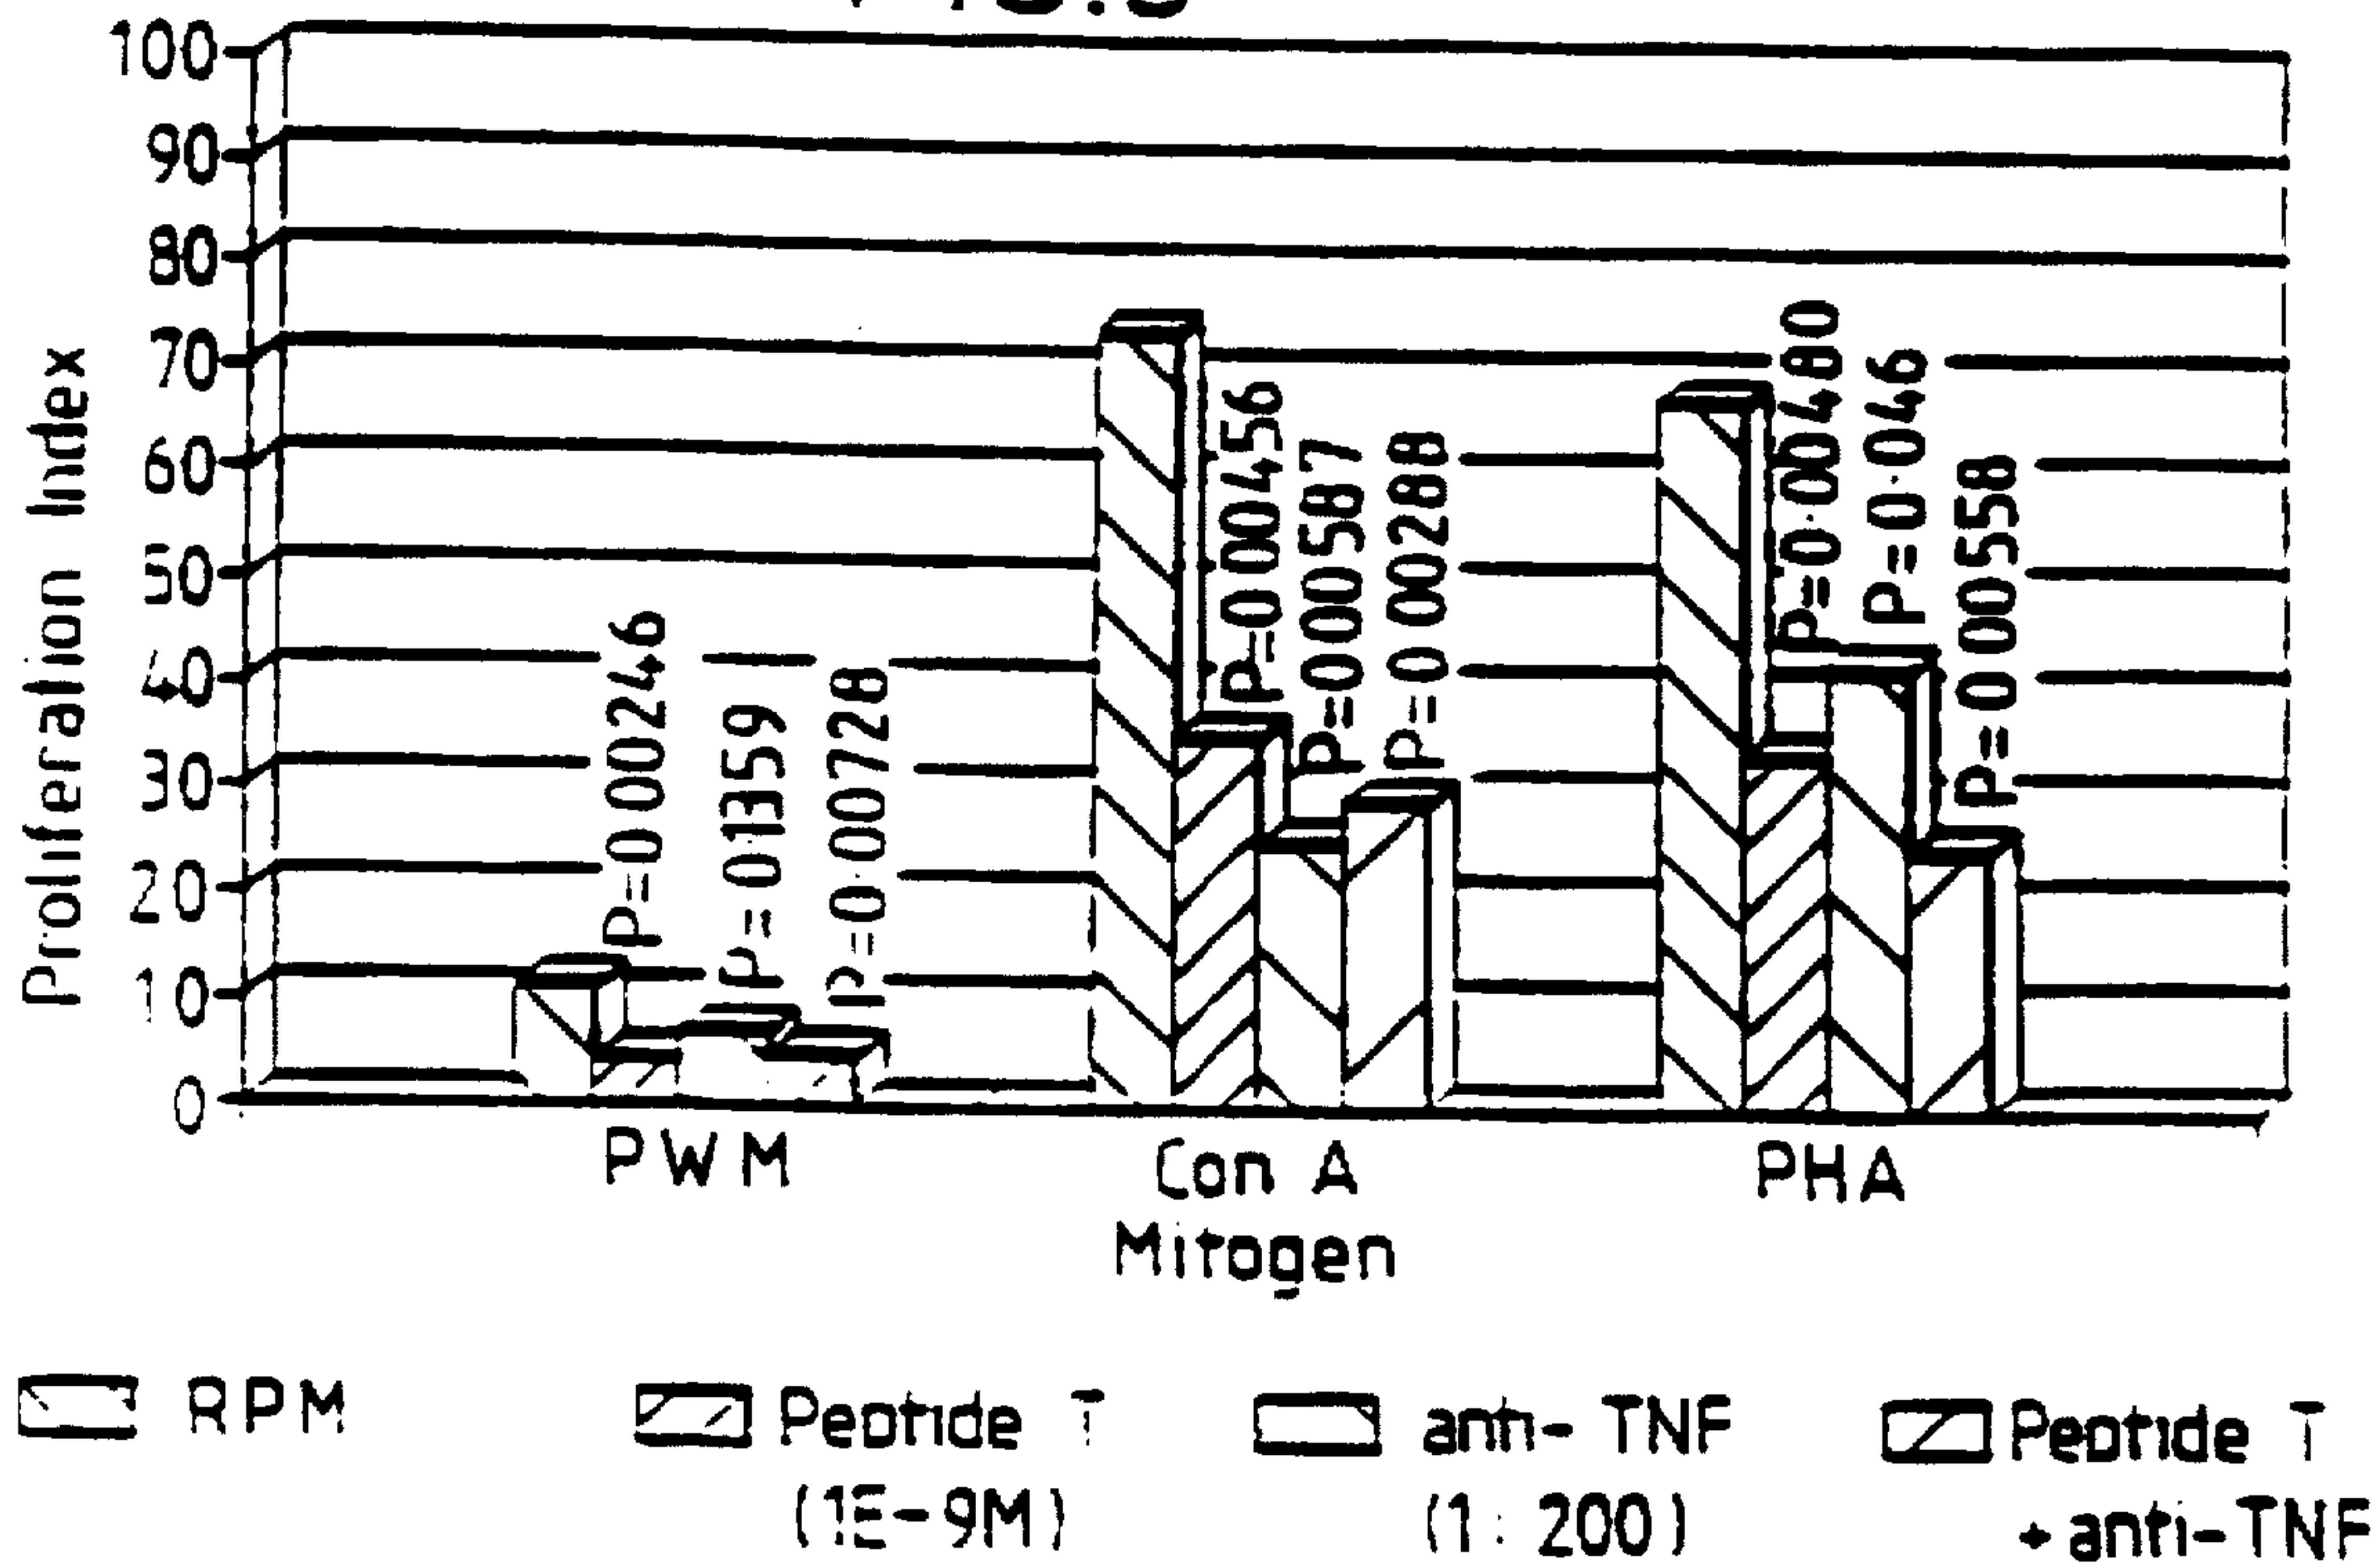 100
90
80
70
60
50
40
30
20
10
0
Proliferation Index
P=0 00246
P=0·1359
P=0·00728
P=0 00456
P=0 00587
P=0 00288
P=0·00480
P=0·046
P=0 00558
PWM
Con A
PHA
Mitogen
RPM
Peptide T
(1E-9M)
anti-TNF
(1:200)
Peptide T
+anti-TNF